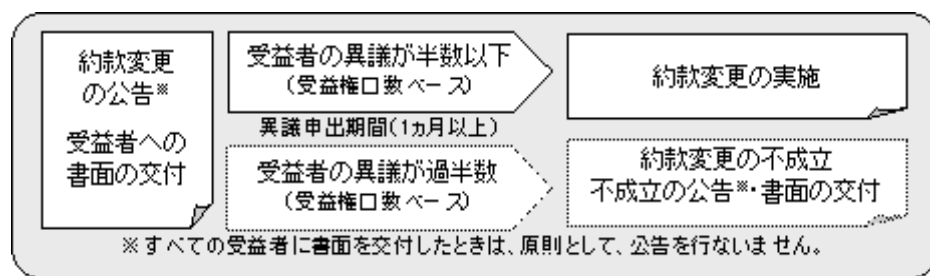 約款変更
の公告※
受益者への
書面の交付
受益者の異議が半数以下
(受益権口数ベース)
約款変更の実施
異議申出期間(1ヵ月以上)
受益者の異議が過半数
(受益権口数ベース)
約款変更の不成立
不成立の公告※・書面の交付
※すべての受益者に書面を交付したときは、原則として、公告を行ないません。